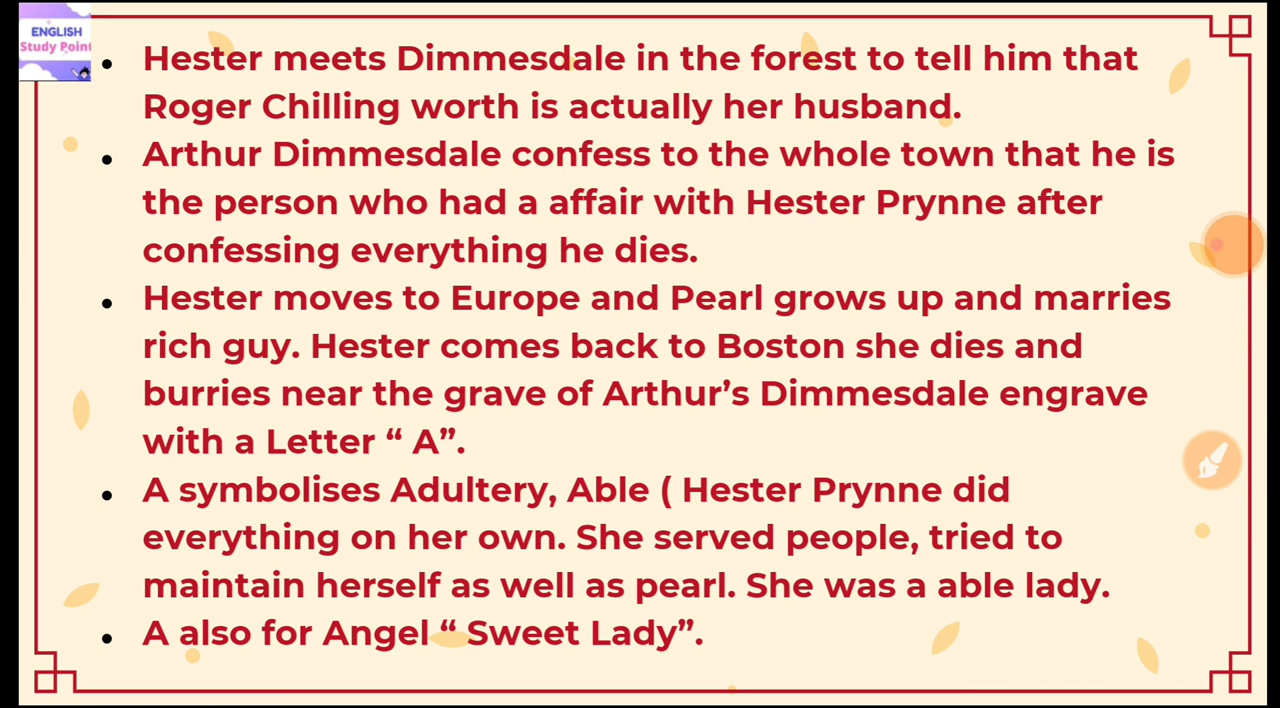 ENGLISH
Study Point
• Hester meets Dimmesdale in the forest to tell him that
Roger Chilling worth is actually her husband.
• Arthur Dimmesdale confess to the whole town that he is
the person who had a affair with Hester Prynne after
confessing everything he dies.
• Hester moves to Europe and Pearl grows up and marries
rich guy. Hester comes back to Boston she dies and
burries near the grave of Arthur’s Dimmesdale engrave
with a Letter “ A”.
• A symbolises Adultery, Able ( Hester Prynne did
everything on her own. She served people, tried to
maintain herself as well as pearl. She was a able lady.
• A also for Angel “ Sweet Lady”.